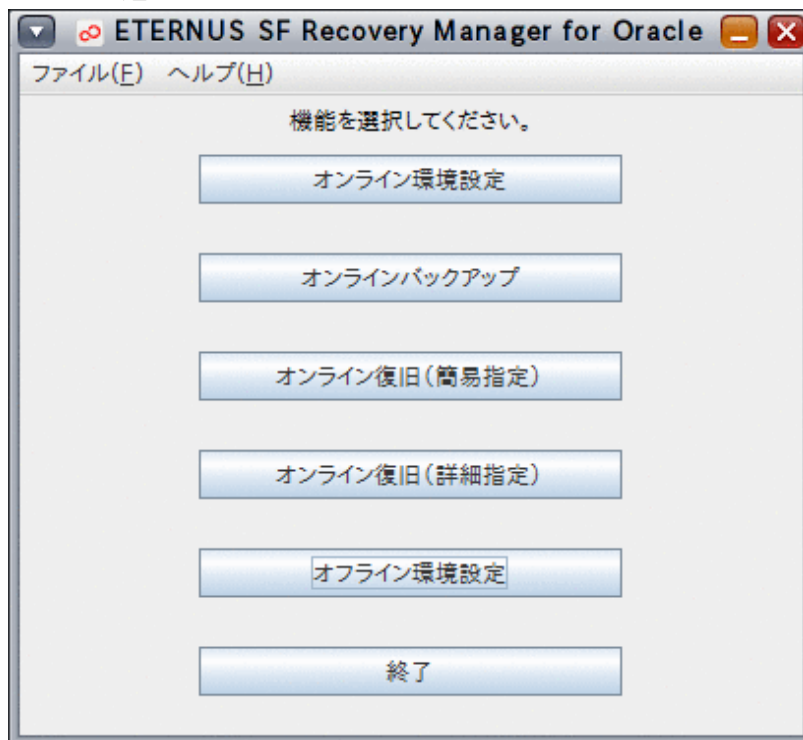 ETERNUS SF Recovery Manager for Oracle
ファイル(F) ヘルプ(H)
機能を選択してください。
オンライン環境設定
オンラインバックアップ
オンライン復旧(簡易指定)
オンライン復旧(詳細指定)
オフライン環境設定
終了